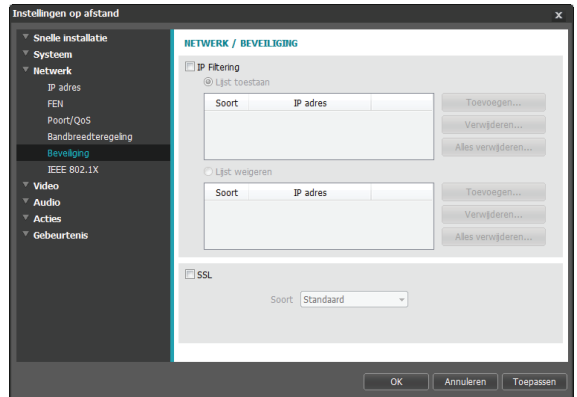 Instellingen op afstand
x
Snelle installatie
Systeem
Netwerk
IP adres
FEN
Poort/QoS
Bandbreedteregeling
Beveiliging
IEEE 802.1X
Video
Audio
Acties
Gebeurtenis
NETWERK / BEVEILIGING
IP Filtering
Lijst toestaan
Soort IP adres
Toevoegen...
Verwijderen...
Alles verwijderen...
Lijst weigeren
Soort IP adres
Toevoegen...
Verwijderen...
Alles verwijderen...
SSL
Soort Standaard
OK Annuleren Toepassen